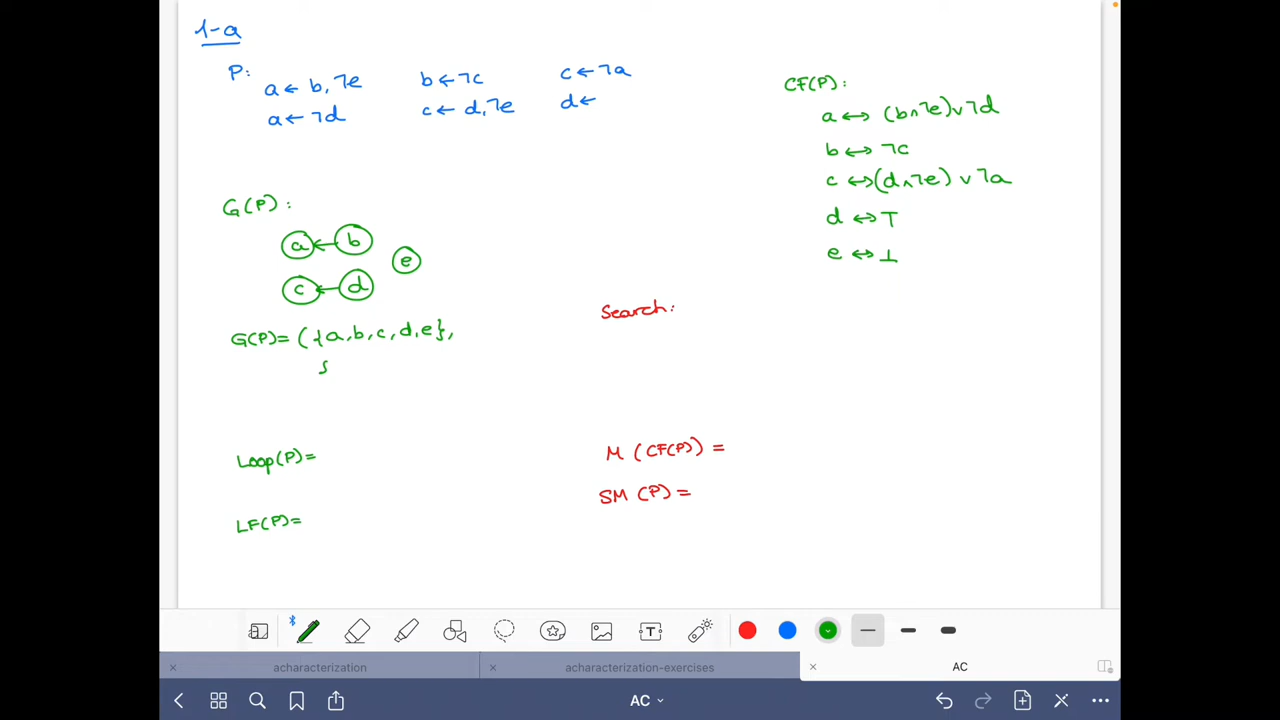 1-a
P:
a ← b, ¬e    b ← ¬c    c ← ¬a
a ← ¬d    c ← d, ¬e    d ←
CF(P):
a ↔ (b ∧ ¬e) ∨ ¬d
b ↔ ¬c
c ↔ (d ∧ ¬e) ∨ ¬a
d ↔ ⊤
e ↔ ⊥
G(P):
a ← b
e
c ← d
G(P) = ({a, b, c, d, e},
Search:
Loop(P) =
LF(P) =
M (CF(P)) =
SM (P) =
acharacterization
acharacterization-exercises
AC
AC